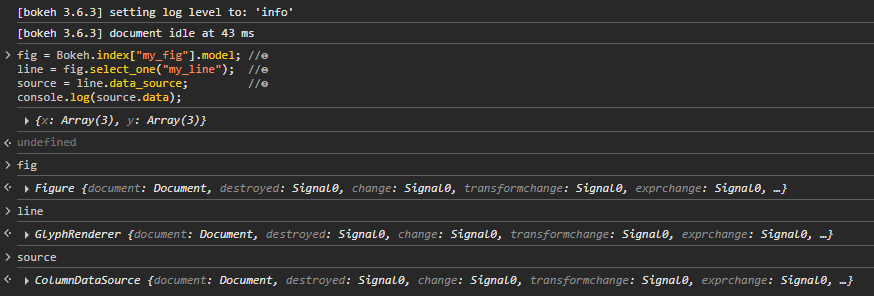 [bokeh 3.6.3] setting log level to: 'info'
[bokeh 3.6.3] document idle at 43 ms
fig = Bokeh.index["my_fig"].model; //❶
line = fig.select_one("my_line");  //❷
source = line.data_source;         //❸
console.log(source.data);
{x: Array(3), y: Array(3)}
undefined
fig
Figure {document: Document, destroyed: Signal0, change: Signal0, transformchange: Signal0, exprchange: Signal0, …}
line
GlyphRenderer {document: Document, destroyed: Signal0, change: Signal0, transformchange: Signal0, exprchange: Signal0, …}
source
ColumnDataSource {document: Document, destroyed: Signal0, change: Signal0, transformchange: Signal0, exprchange: Signal0, …}